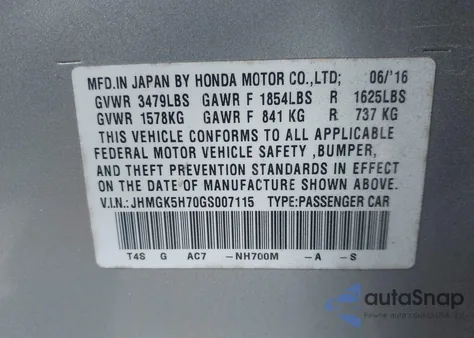 MFD.IN JAPAN BY HONDA MOTOR CO.,LTD; 06/'16
GVWR 3479LBS GAWR F 1854LBS R 1625LBS
GVWR 1578KG GAWR F 841 KG R 737 KG
THIS VEHICLE CONFORMS TO ALL APPLICABLE
FEDERAL MOTOR VEHICLE SAFETY ,BUMPER,
AND THEFT PREVENTION STANDARDS IN EFFECT
ON THE DATE OF MANUFACTURE SHOWN ABOVE.
V.I.N.:JHMGK5H70GS007115 TYPE:PASSENGER CAR
T4S G AC7 -NH700M -A -S
autoSnap